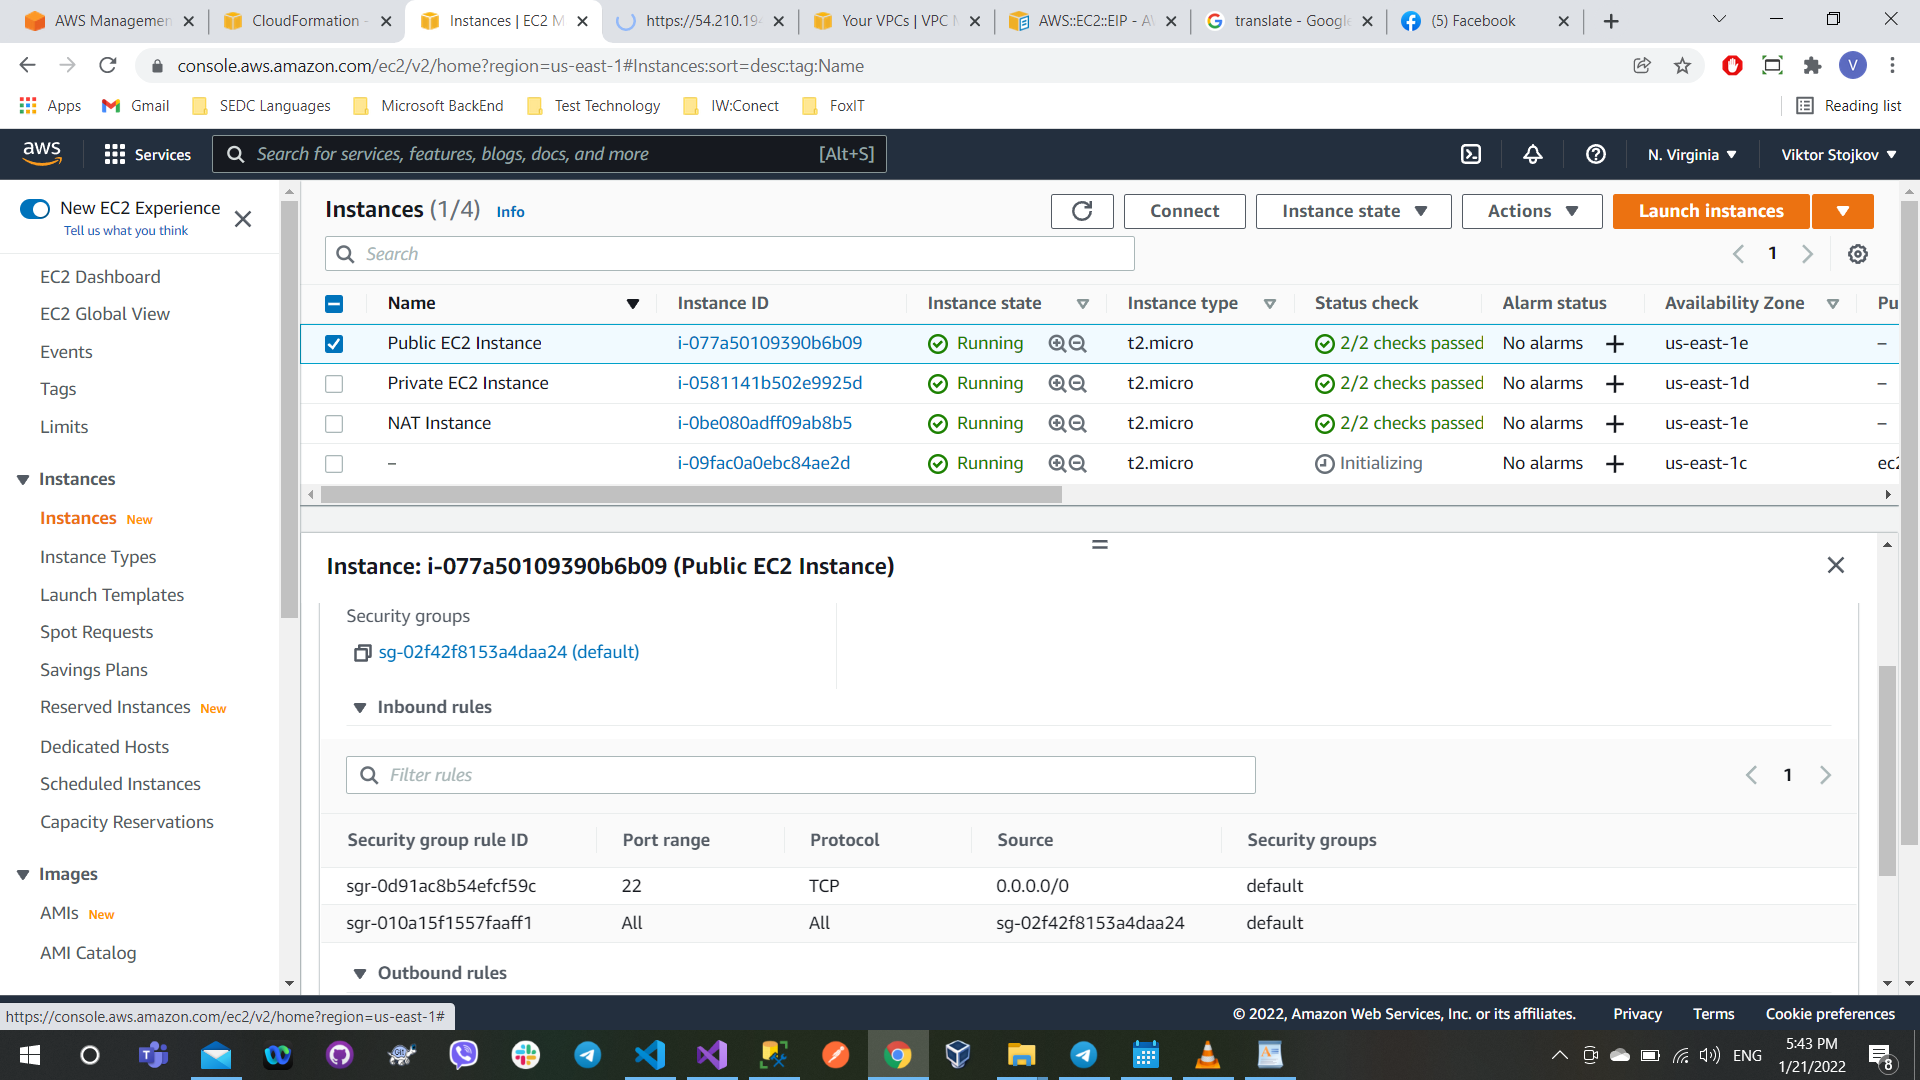 AWS Managemen
CloudFormation -
Instances | EC2 M
https://54.210.194
Your VPCs | VPC M
AWS::EC2::EIP - AW
translate - Google
(5) Facebook
console.aws.amazon.com/ec2/v2/home?region=us-east-1#Instances:sort=desc:tag:Name
V
Apps
Gmail
SEDC Languages
Microsoft BackEnd
Test Technology
IW:Conect
FoxIT
Reading list
aws
Services
Search for services, features, blogs, docs, and more
[Alt+S]
N. Virginia
Viktor Stojkov
New EC2 Experience
Tell us what you think
EC2 Dashboard
EC2 Global View
Events
Tags
Limits
Instances
Instances New
Instance Types
Launch Templates
Spot Requests
Savings Plans
Reserved Instances New
Dedicated Hosts
Scheduled Instances
Capacity Reservations
Images
AMIs New
AMI Catalog
Instances (1/4) Info
Connect
Instance state
Actions
Launch instances
Search
1
Name Instance ID Instance state Instance type Status check Alarm status Availability Zone Pu
Public EC2 Instance i-077a50109390b6b09 Running t2.micro 2/2 checks passed No alarms + us-east-1e –
Private EC2 Instance i-0581141b502e9925d Running t2.micro 2/2 checks passed No alarms + us-east-1d –
NAT Instance i-0be080adff09ab8b5 Running t2.micro 2/2 checks passed No alarms + us-east-1e –
– i-09fac0a0ebc84ae2d Running t2.micro Initializing No alarms + us-east-1c ec2
Instance: i-077a50109390b6b09 (Public EC2 Instance)
Security groups
sg-02f42f8153a4daa24 (default)
Inbound rules
Filter rules
1
Security group rule ID Port range Protocol Source Security groups
sgr-0d91ac8b54efcf59c 22 TCP 0.0.0.0/0 default
sgr-010a15f1557faaff1 All All sg-02f42f8153a4daa24 default
Outbound rules
https://console.aws.amazon.com/ec2/v2/home?region=us-east-1#
© 2022, Amazon Web Services, Inc. or its affiliates.
Privacy
Terms
Cookie preferences
ENG
5:43 PM
1/21/2022
8